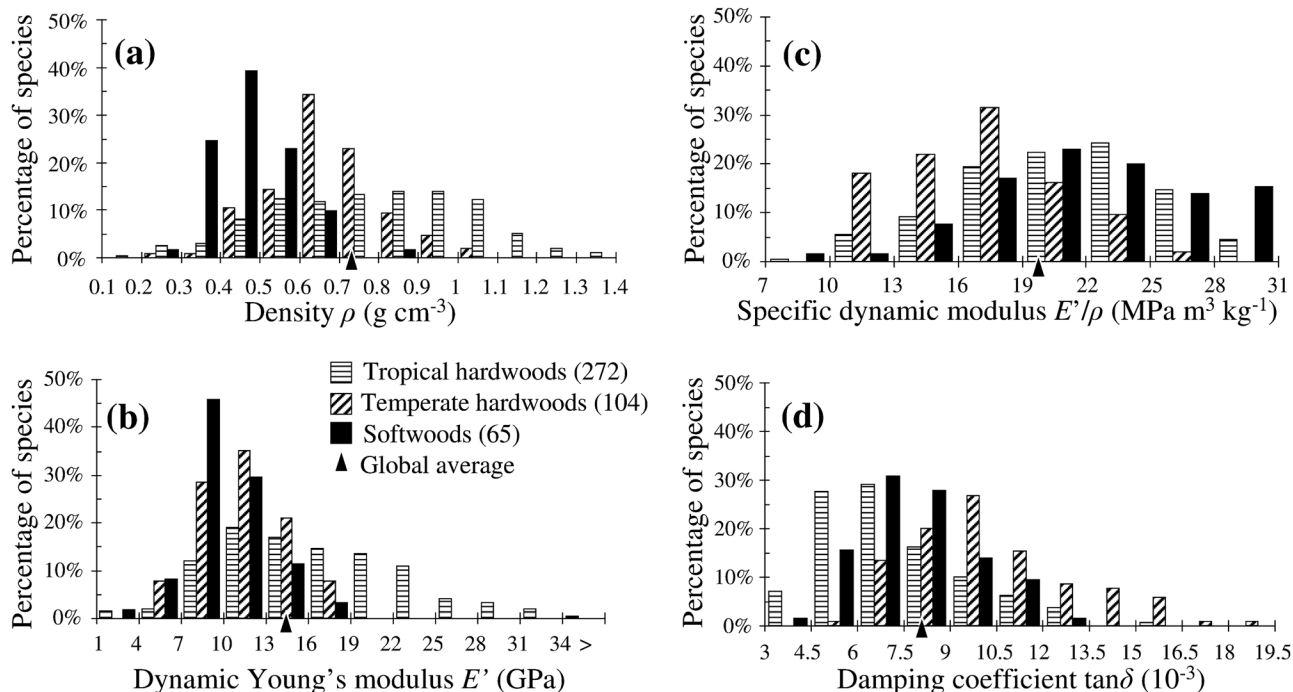 (a)
Percentage of species
50%
40%
30%
20%
10%
0%
0.1 0.2 0.3 0.4 0.5 0.6 0.7 0.8 0.9 1 1.1 1.2 1.3 1.4
Density ρ (g cm⁻³)
(c)
Percentage of species
50%
40%
30%
20%
10%
0%
7 10 13 16 19 22 25 28 31
Specific dynamic modulus E’/ρ (MPa m³ kg⁻¹)
(b)
Percentage of species
50%
40%
30%
20%
10%
0%
1 4 7 10 13 16 19 22 25 28 31 34 >
Dynamic Young’s modulus E’ (GPa)
Tropical hardwoods (272)
Temperate hardwoods (104)
Softwoods (65)
Global average
(d)
Percentage of species
50%
40%
30%
20%
10%
0%
3 4.5 6 7.5 9 10.5 12 13.5 15 16.5 18 19.5
Damping coefficient tanδ (10⁻³)